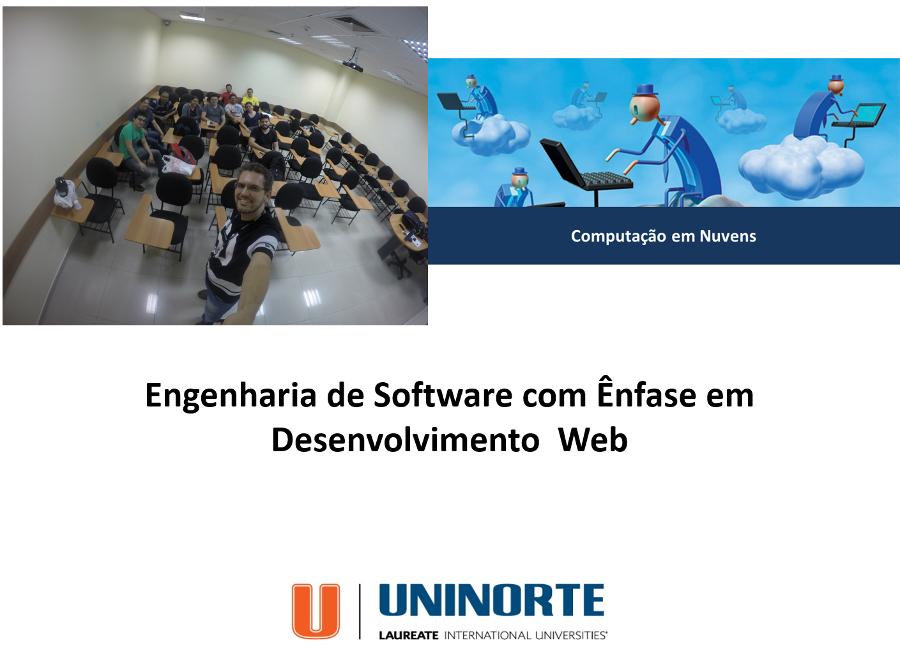 Computação em Nuvens
Engenharia de Software com Ênfase em
Desenvolvimento  Web
UNINORTE
LAUREATE INTERNATIONAL UNIVERSITIES